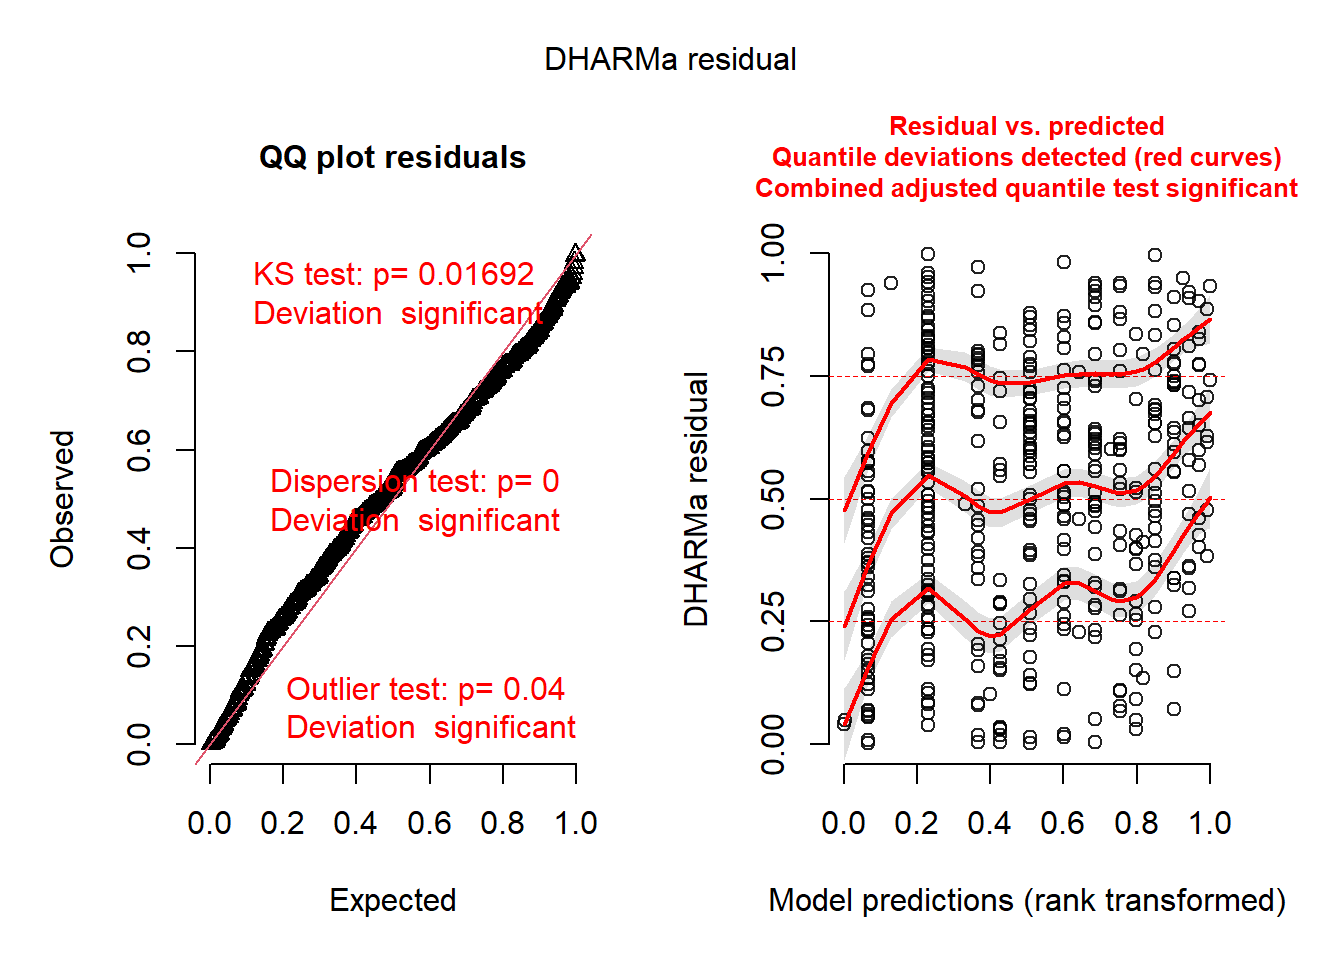 DHARMa residual
QQ plot residuals
KS test: p= 0.01692
Deviation  significant
Dispersion test: p= 0
Deviation  significant
Outlier test: p= 0.04
Deviation  significant
Observed
0.0 0.2 0.4 0.6 0.8 1.0
0.0 0.2 0.4 0.6 0.8 1.0
Expected
Residual vs. predicted
Quantile deviations detected (red curves)
Combined adjusted quantile test significant
DHARMa residual
0.00 0.25 0.50 0.75 1.00
0.0 0.2 0.4 0.6 0.8 1.0
Model predictions (rank transformed)